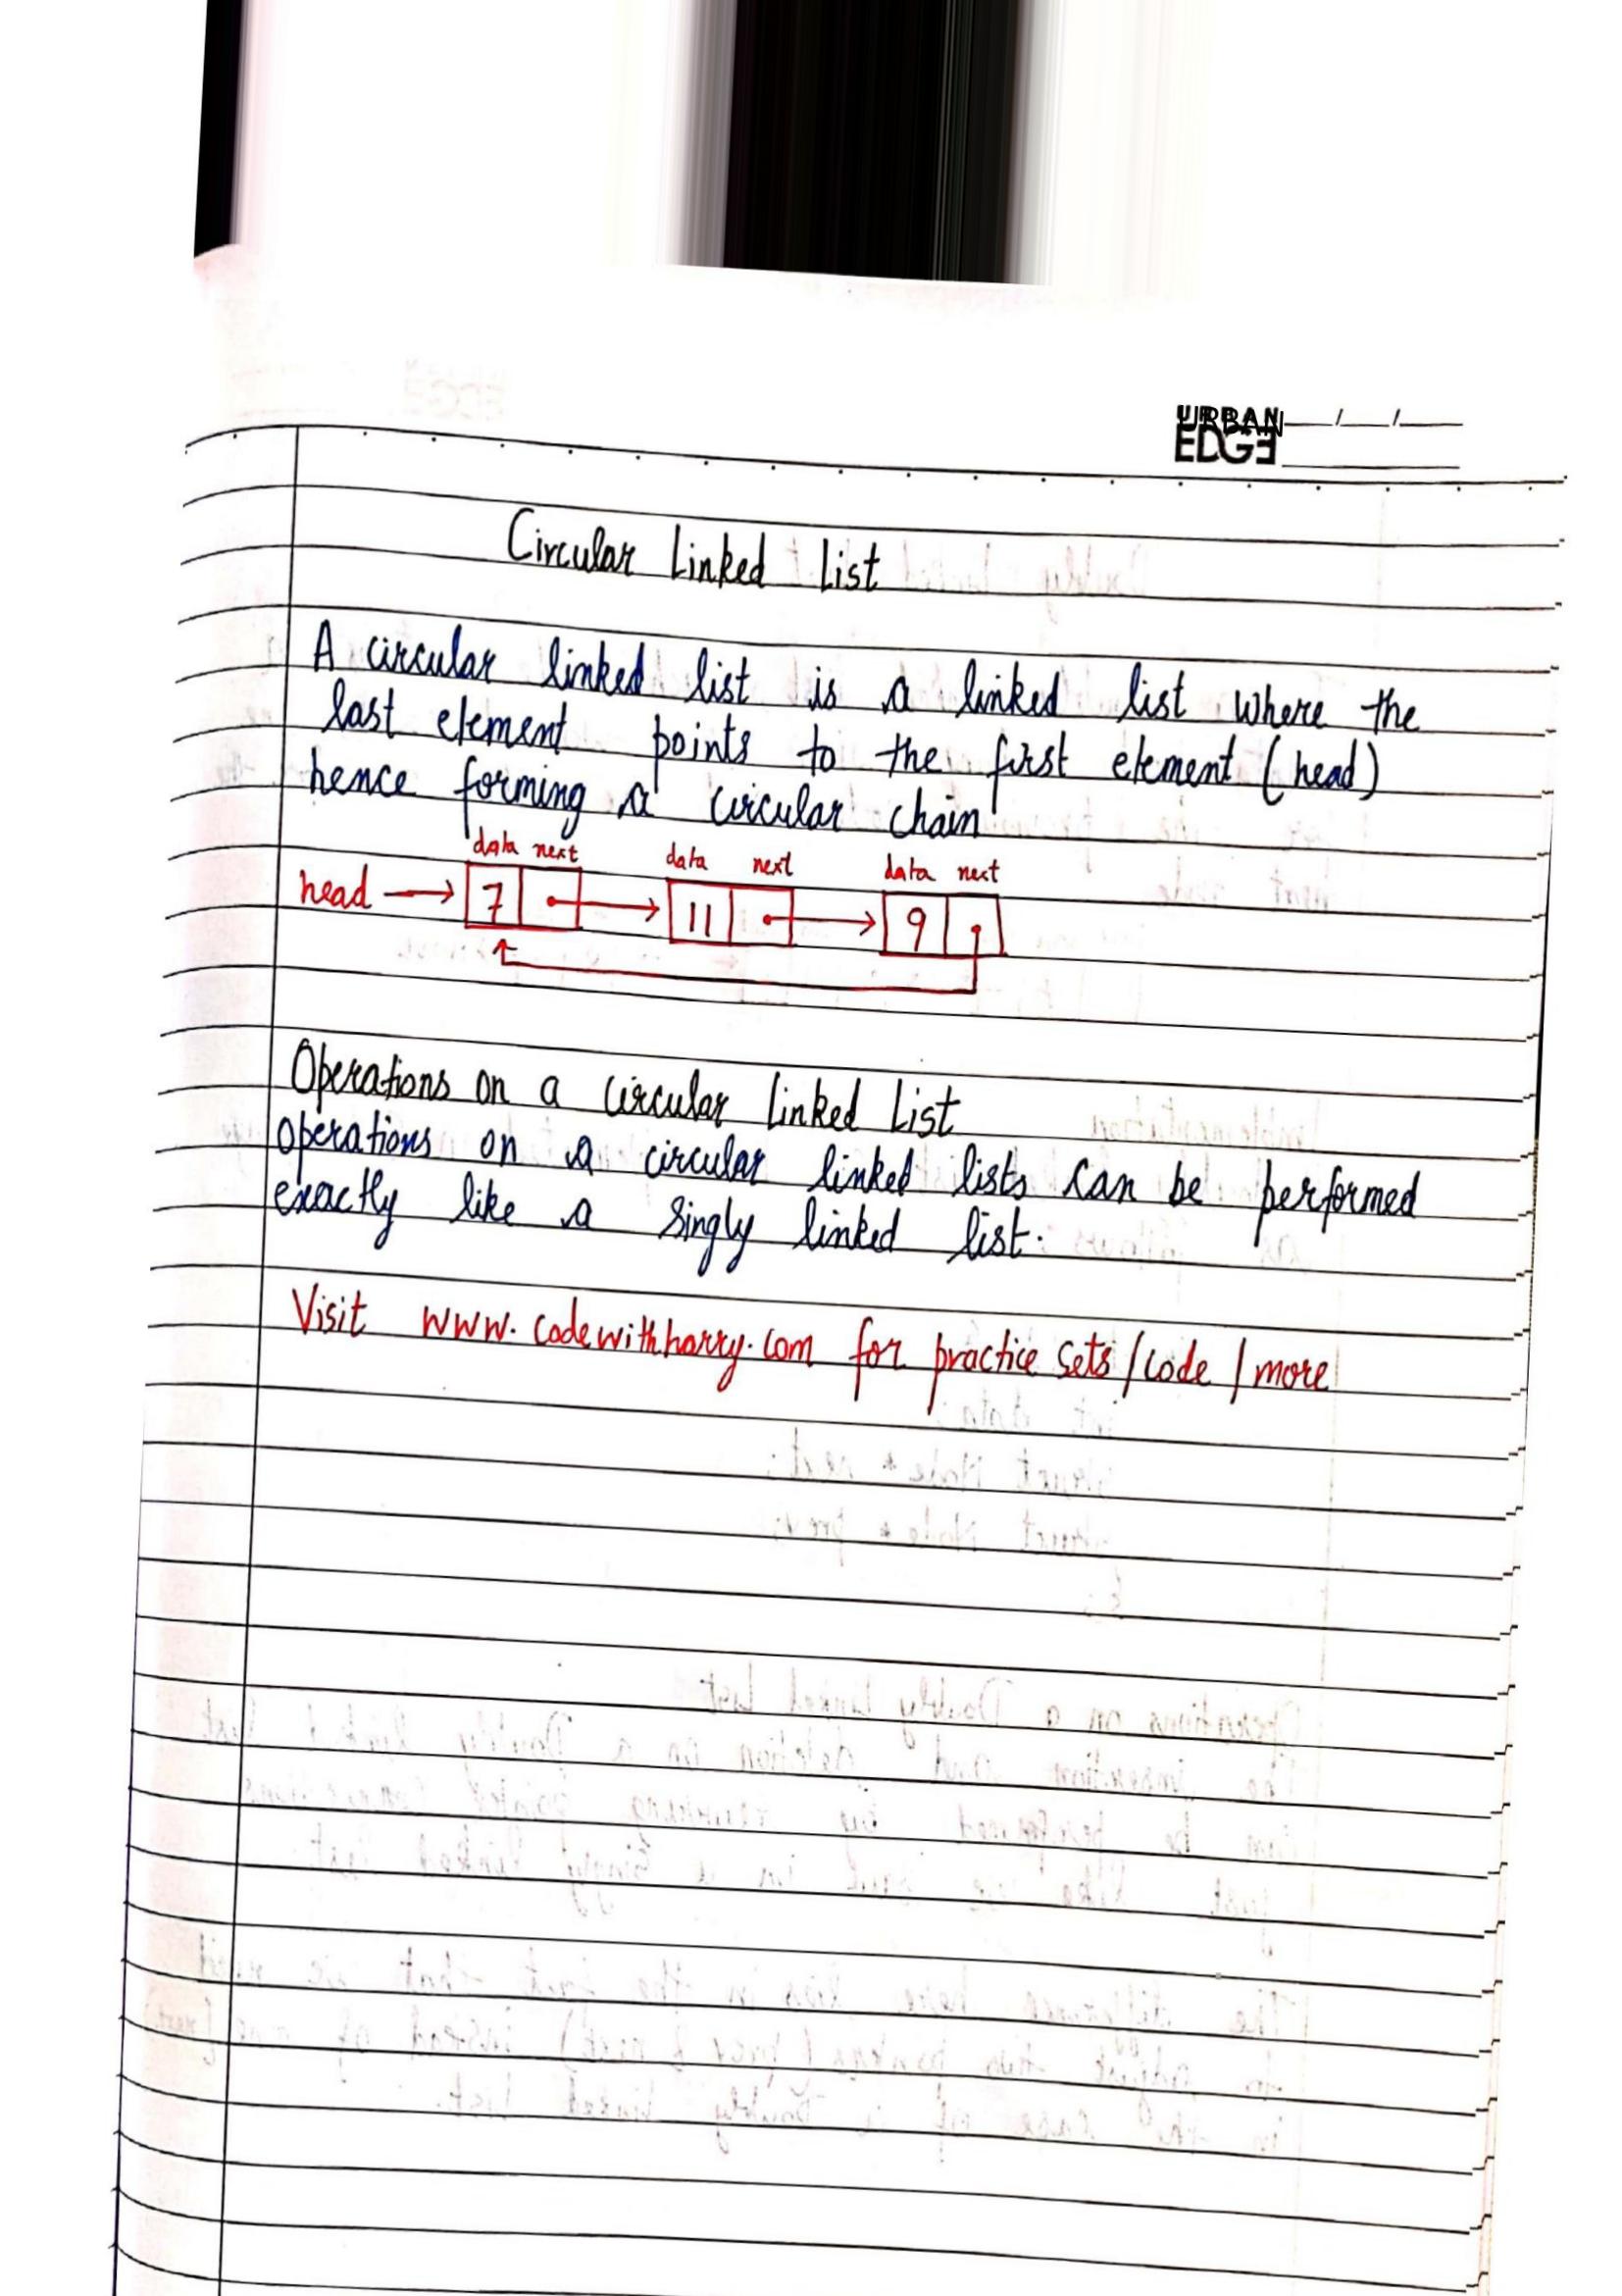 URBAN / /
EDGE
Circular Linked List
A circular linked list is a linked list where the
last element points to the first element (head)
hence forming a circular chain
data next data next data next
head → 7 11 9
Operations on a circular Linked List
Operations on a circular linked lists can be performed
exactly like a singly linked list.
Visit www.codewithharry.com for practice sets/code/more